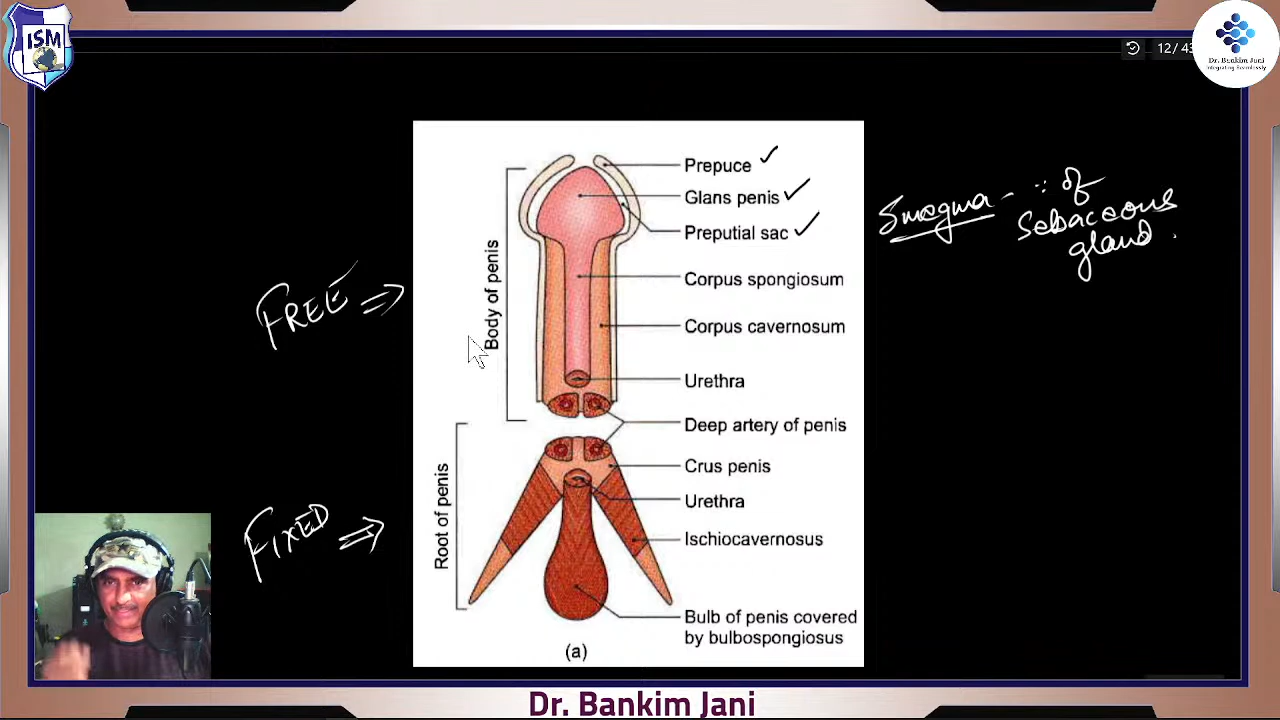 ISM
12/43
Dr. Bankim Jani
Integrating Seamlessly
Prepuce ✓
Glans penis ✓
Preputial sac ✓
Smegma - ∵ of
Sebaceous
gland.
Corpus spongiosum
Corpus cavernosum
Urethra
Deep artery of penis
Crus penis
Urethra
Ischiocavernosus
Bulb of penis covered
by bulbospongiosus
Body of penis
Root of penis
FREE ⇒
FIXED ⇒
(a)
Dr. Bankim Jani